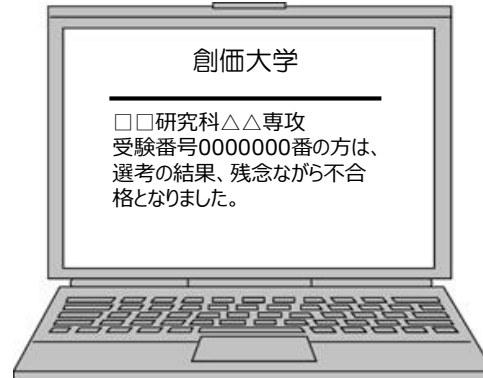 創価大学
□□研究科△△専攻
受験番号0000000番の方は、
選考の結果、残念ながら不合
格となりました。